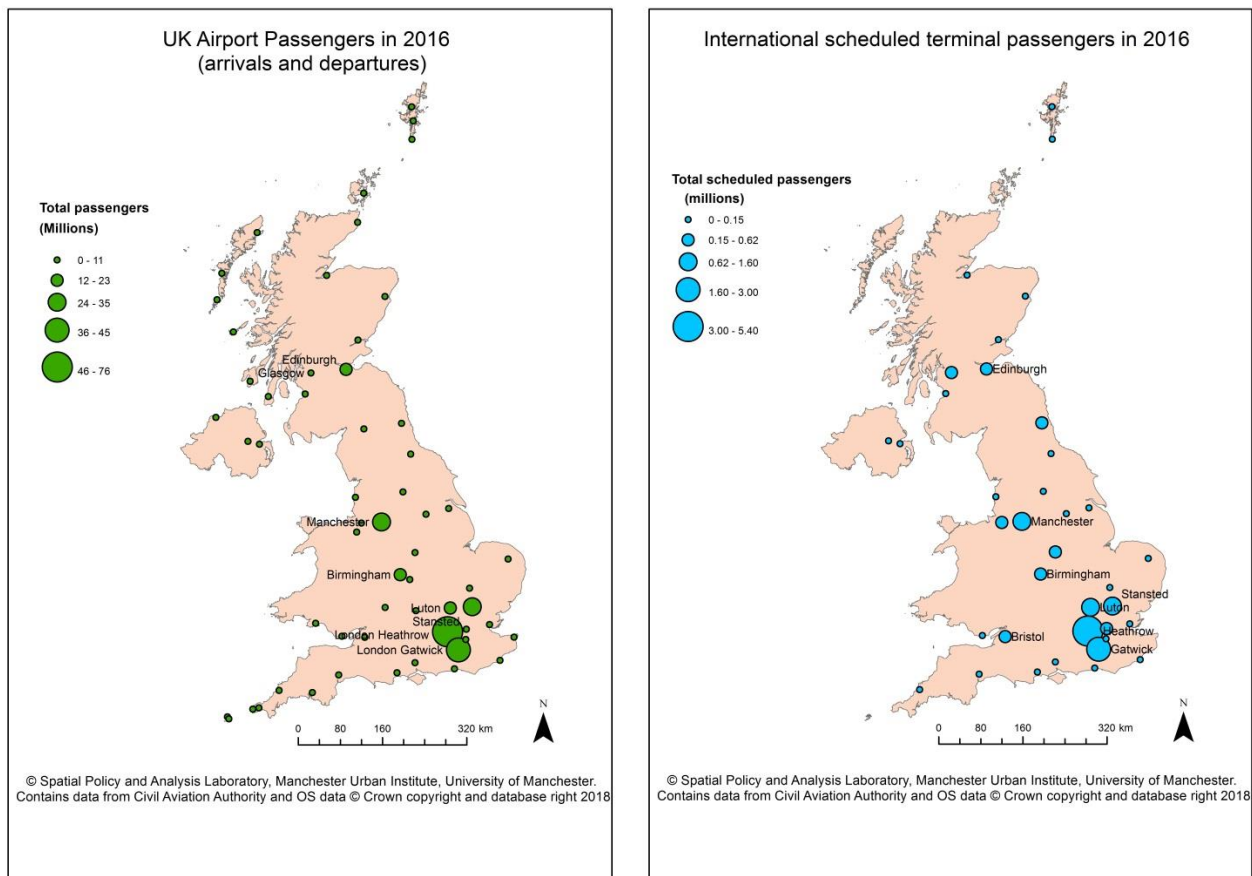 UK Airport Passengers in 2016
(arrivals and departures)
Total passengers
(Millions)
0 - 11
12 - 23
24 - 35
36 - 45
46 - 76
Edinburgh
Glasgow
Manchester
Birmingham
Luton
Stansted
London Heathrow
London Gatwick
N
0 80 160 320 km
© Spatial Policy and Analysis Laboratory, Manchester Urban Institute, University of Manchester.
Contains data from Civil Aviation Authority and OS data © Crown copyright and database right 2018
International scheduled terminal passengers in 2016
Total scheduled passengers
(millions)
0 - 0.15
0.15 - 0.62
0.62 - 1.60
1.60 - 3.00
3.00 - 5.40
Edinburgh
Manchester
Birmingham
Stansted
Luton
Heathrow
Bristol
Gatwick
N
0 80 160 320 km
© Spatial Policy and Analysis Laboratory, Manchester Urban Institute, University of Manchester.
Contains data from Civil Aviation Authority and OS data © Crown copyright and database right 2018